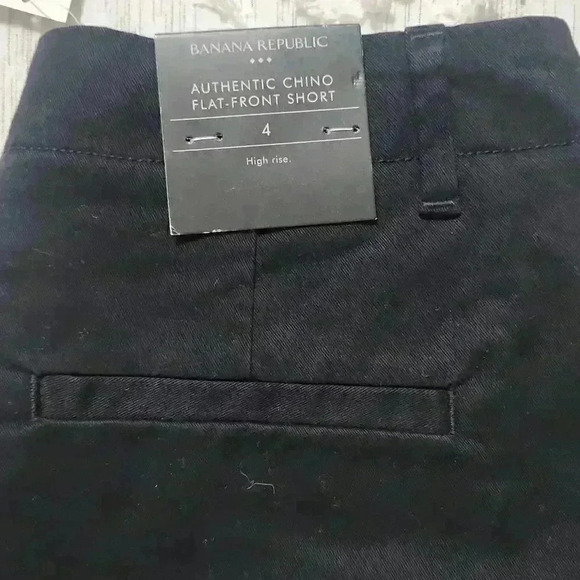 BANANA REPUBLIC
AUTHENTIC CHINO
FLAT-FRONT SHORT
4
High rise.